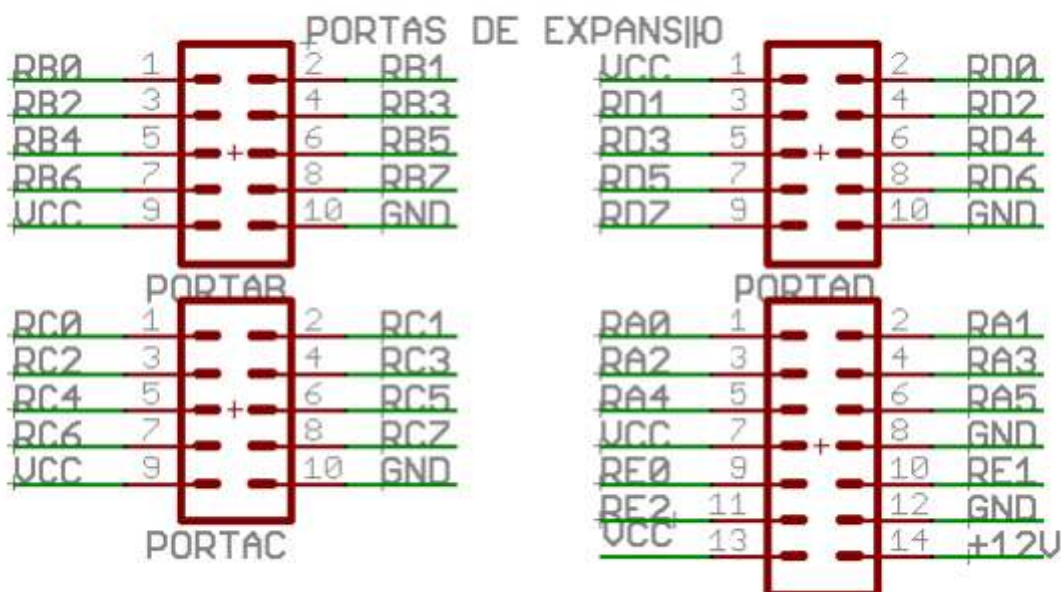 PORTAS DE EXPANSI||O
RB0 1 2 RB1
RB2 3 4 RB3
RB4 5 6 RB5
RB6 7 8 RB7
VCC 9 10 GND
PORTAB
VCC 1 2 RD0
RD1 3 4 RD2
RD3 5 6 RD4
RD5 7 8 RD6
RD7 9 10 GND
PORTAD
RC0 1 2 RC1
RC2 3 4 RC3
RC4 5 6 RC5
RC6 7 8 RC7
VCC 9 10 GND
PORTAC
RA0 1 2 RA1
RA2 3 4 RA3
RA4 5 6 RA5
VCC 7 8 GND
RE0 9 10 RE1
RE2 11 12 GND
VCC 13 14 +12V